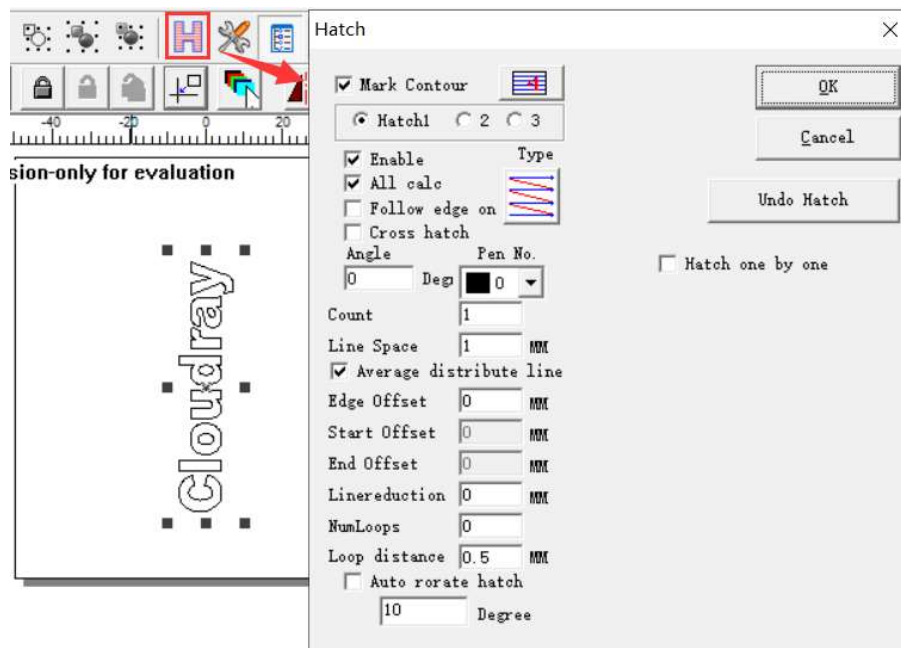 Hatch
-40 -20 0 20
sion-only for evaluation
Cloudray
Mark Contour
Hatch1 2 3
Enable
Type
All calc
Follow edge on
Cross hatch
Angle
Pen No.
0 Deg
0
Count 1
Line Space 1 MM
Average distribute line
Edge Offset 0 MM
Start Offset 0 MM
End Offset 0 MM
Linereduction 0 MM
NumLoops 0
Loop distance 0.5 MM
Auto rorate hatch
10 Degree
OK
Cancel
Undo Hatch
Hatch one by one